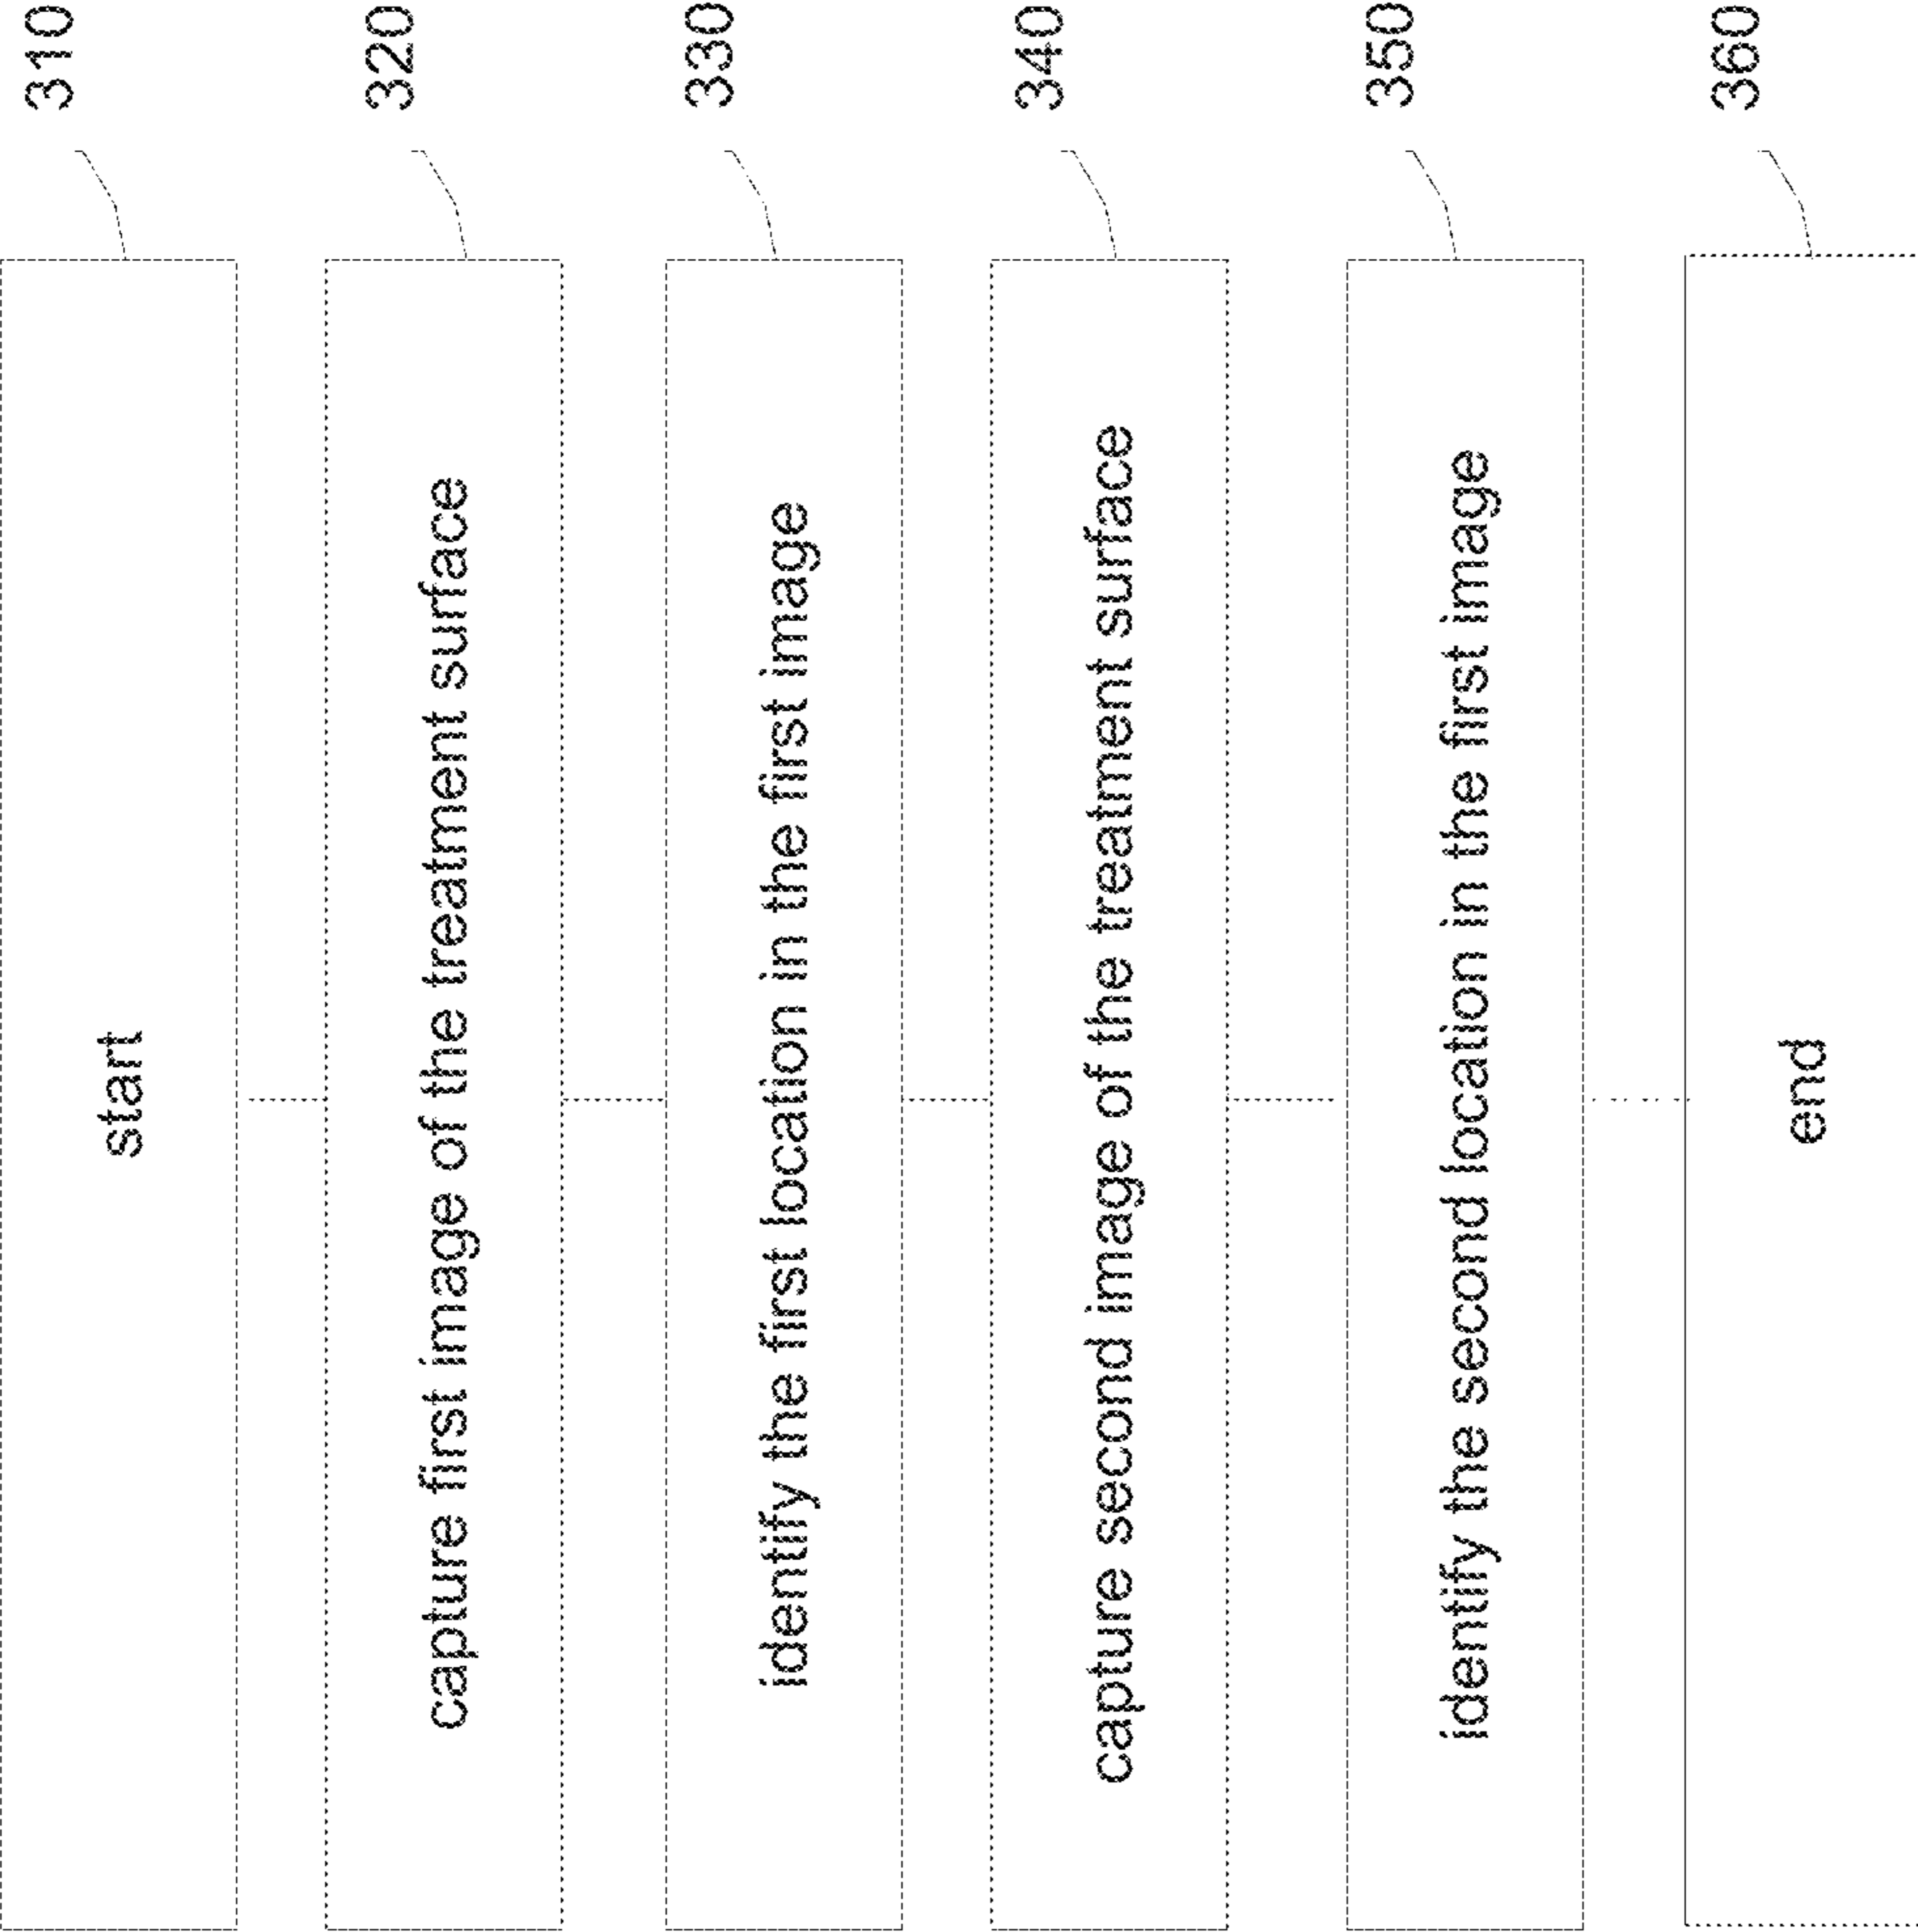 start
310
capture first image of the treatment surface
320
identify the first location in the first image
330
capture second image of the treatment surface
340
identify the second location in the first image
350
end
360